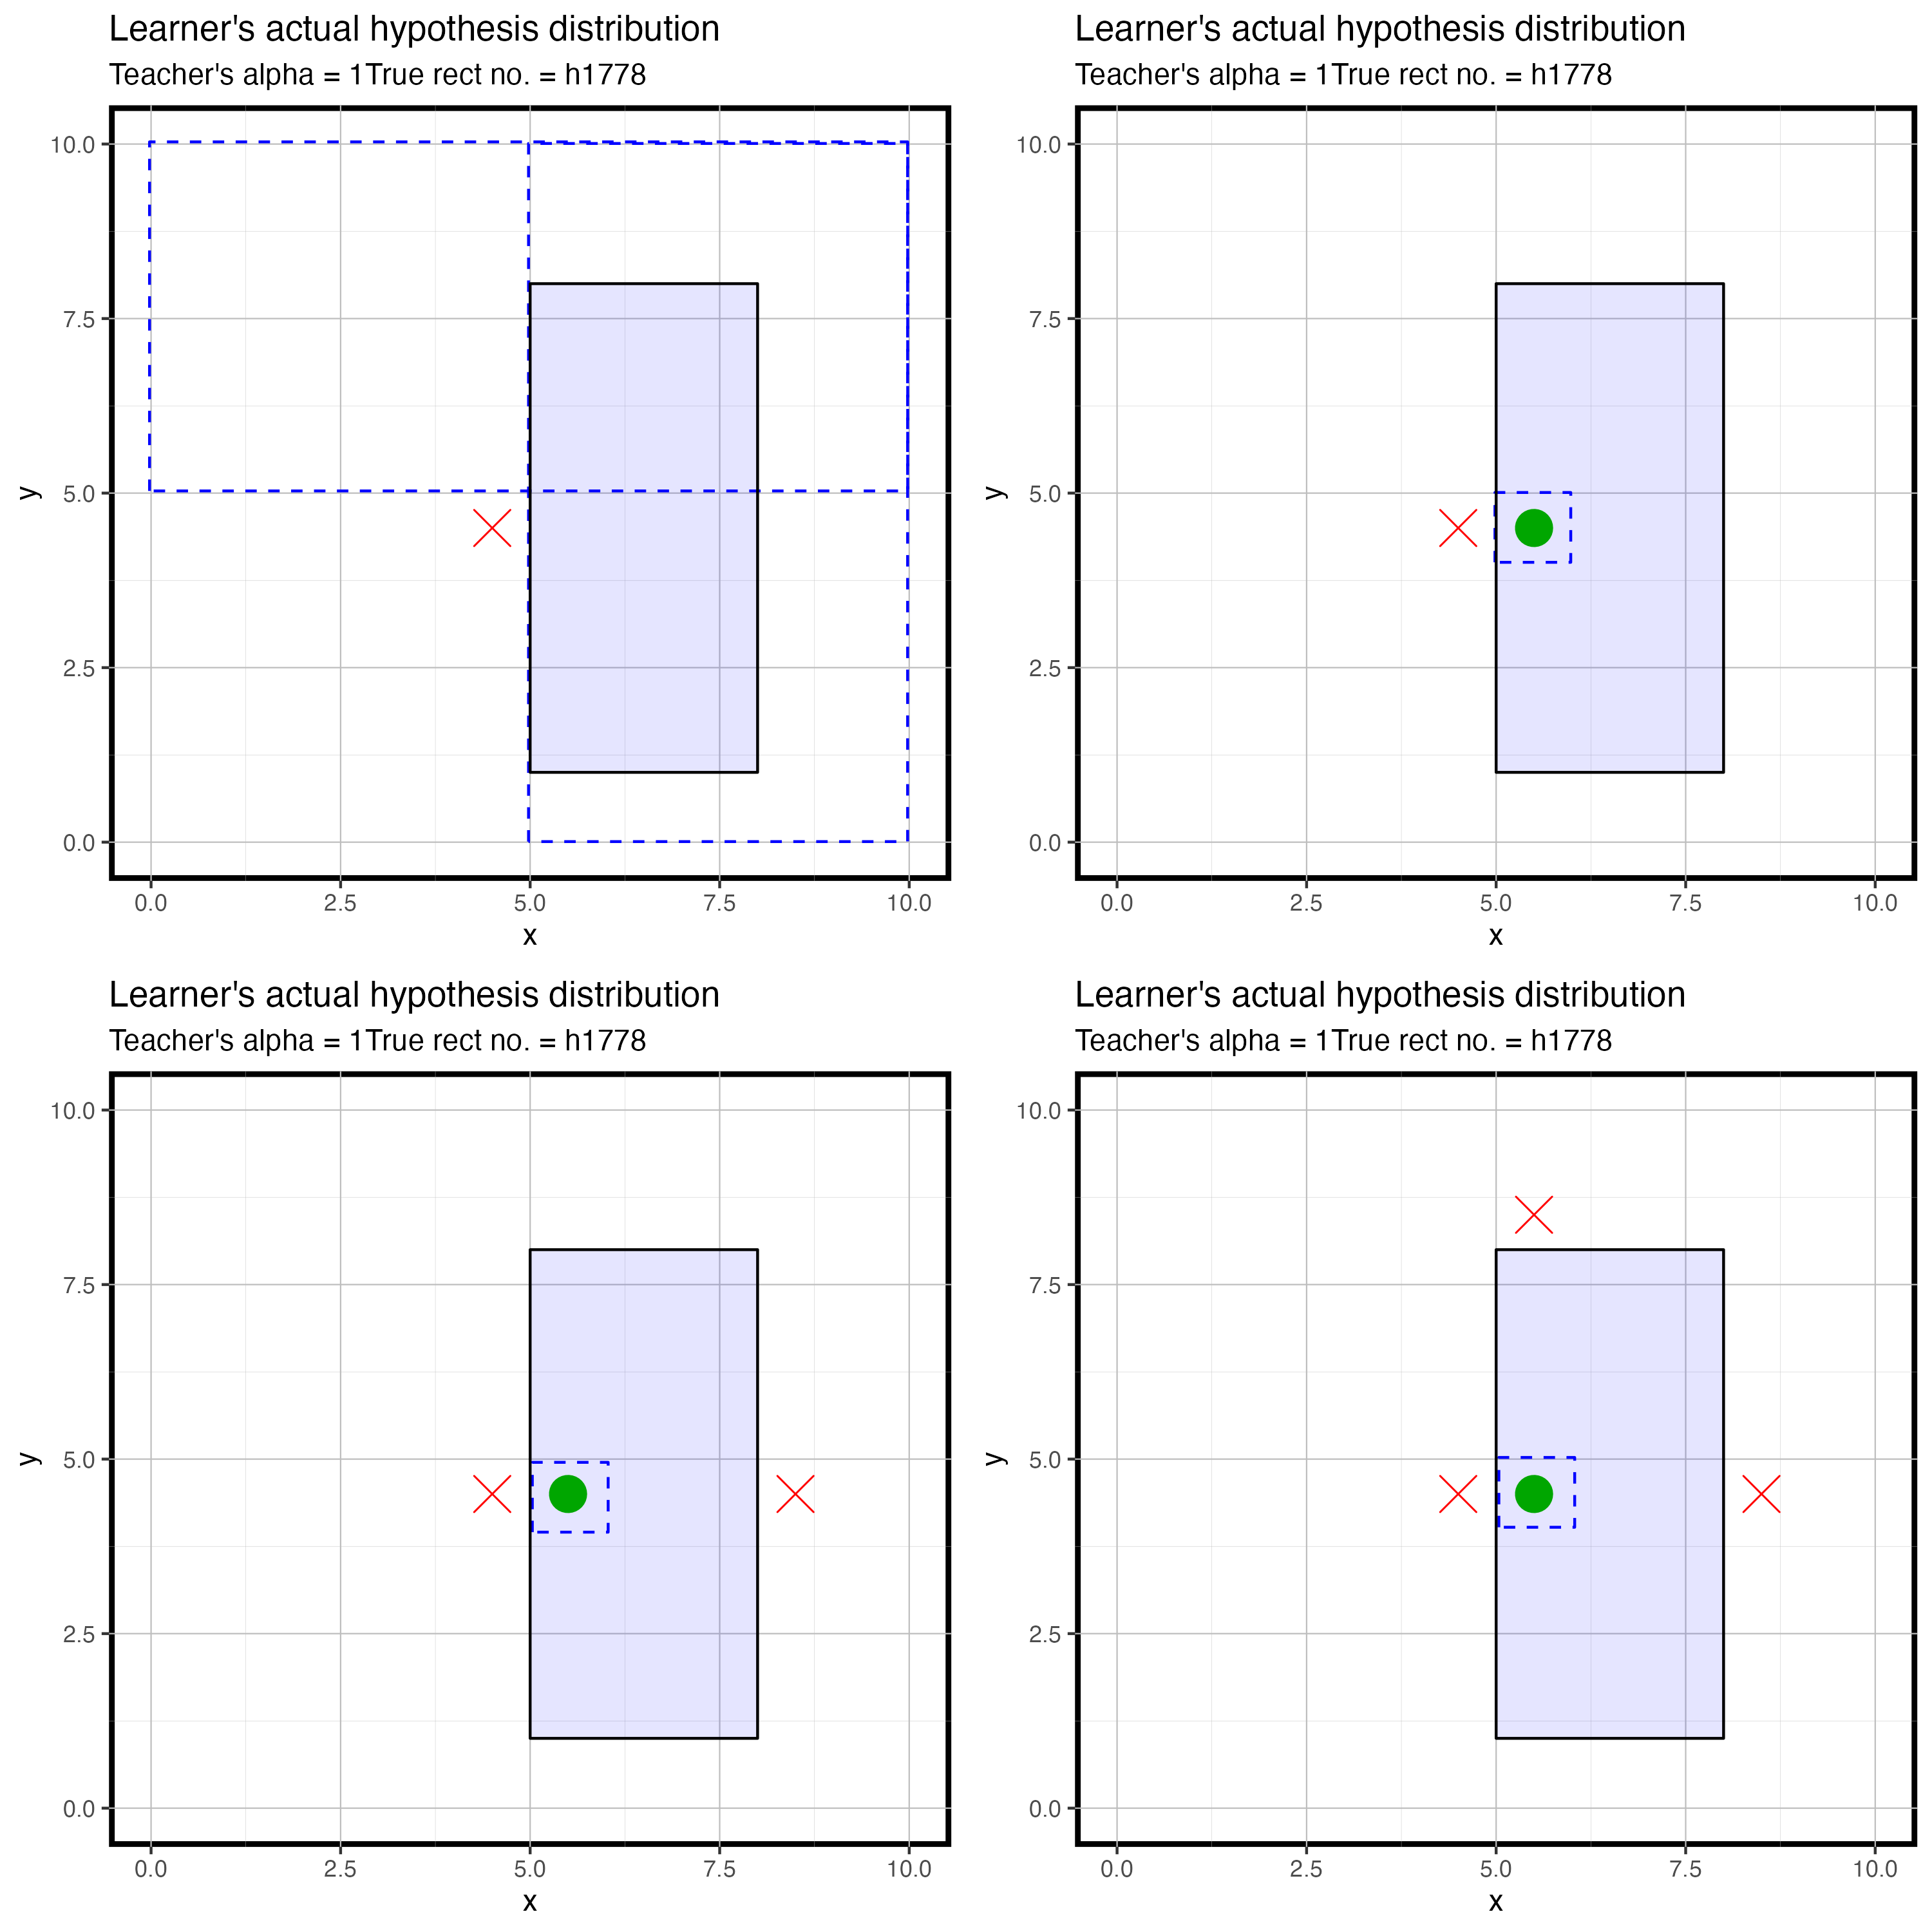 Learner's actual hypothesis distribution
Teacher's alpha = 1True rect no. = h1778
10.0
7.5
5.0
2.5
0.0
y
0.0 2.5 5.0 7.5 10.0
x
Learner's actual hypothesis distribution
Teacher's alpha = 1True rect no. = h1778
10.0
7.5
5.0
2.5
0.0
y
0.0 2.5 5.0 7.5 10.0
x
Learner's actual hypothesis distribution
Teacher's alpha = 1True rect no. = h1778
10.0
7.5
5.0
2.5
0.0
y
0.0 2.5 5.0 7.5 10.0
x
Learner's actual hypothesis distribution
Teacher's alpha = 1True rect no. = h1778
10.0
7.5
5.0
2.5
0.0
y
0.0 2.5 5.0 7.5 10.0
x